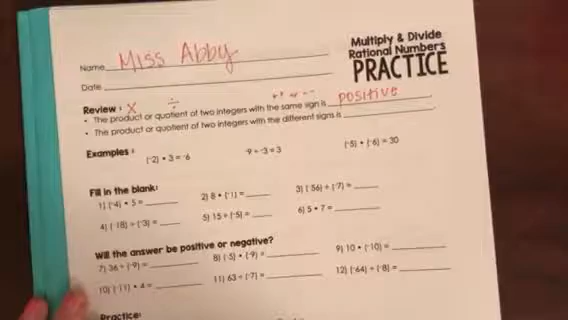 Multiply & Divide
Rational Numbers
PRACTICE
Name Miss Abby
Date
Review: x ÷ ++ or --
• The product or quotient of two integers with the same sign is positive
• The product or quotient of two integers with the different signs is
Examples:
(-2) • 3 = -6 -9 ÷ -3 = 3 (-5) • (-6) = 30
Fill in the blank:
1) (-4) • 5 = 2) 8 • (-1) = 3) (-56) ÷ (-7) =
4) (-18) ÷ (-3) = 5) 15 ÷ (-5) = 6) 5 • 7 =
Will the answer be positive or negative?
7) 36 ÷ (-9) = 8) (-5) • (-9) = 9) 10 • (-10) =
10) (-11) • 4 = 11) 63 ÷ (-7) = 12) (-64) ÷ (-8) =
Practice: